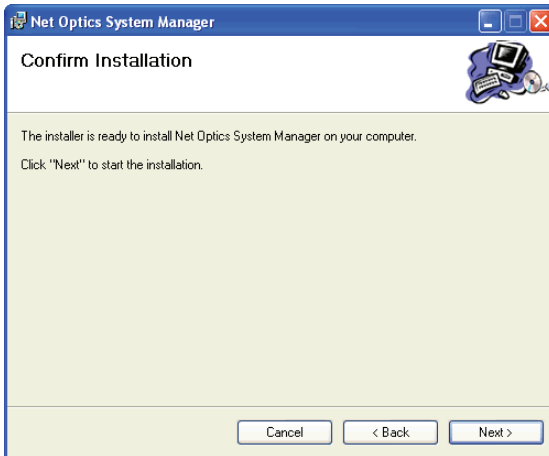 Net Optics System Manager
Confirm Installation
The installer is ready to install Net Optics System Manager on your computer.
Click "Next" to start the installation.
Cancel
< Back
Next >